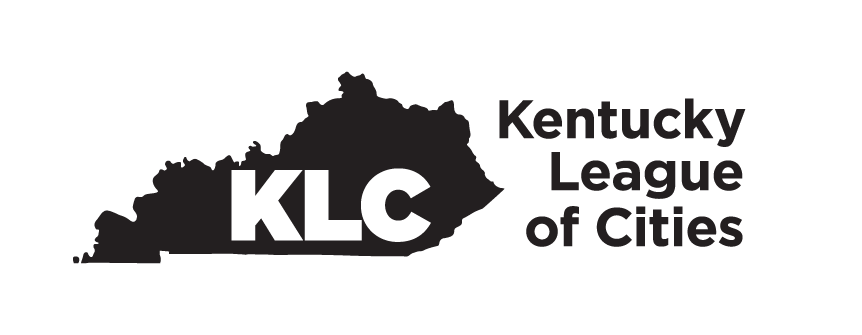 KLC
Kentucky
League
of Cities